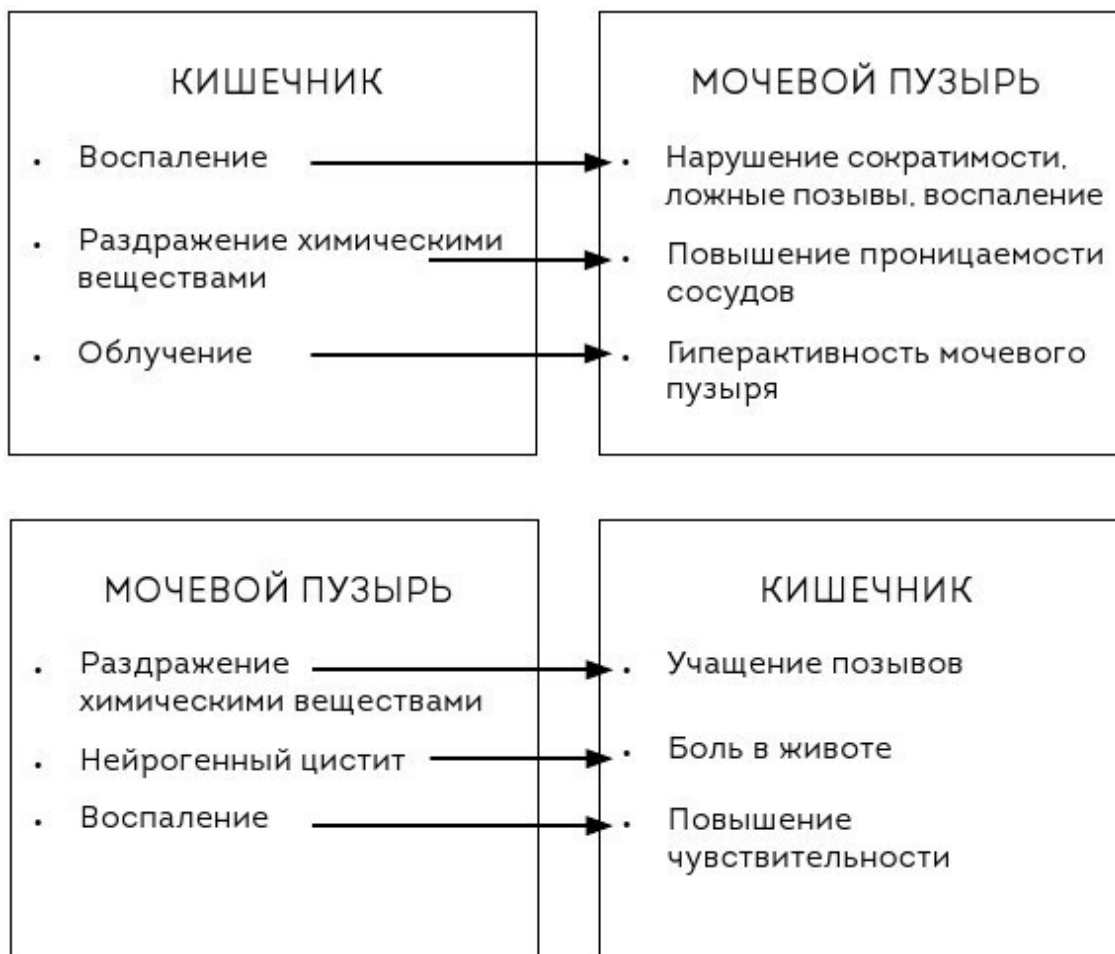 КИШЕЧНИК
• Воспаление
• Раздражение химическими
веществами
• Облучение
МОЧЕВОЙ ПУЗЫРЬ
• Нарушение сократимости,
ложные позывы, воспаление
• Повышение проницаемости
сосудов
• Гиперактивность мочевого
пузыря
МОЧЕВОЙ ПУЗЫРЬ
• Раздражение
химическими веществами
• Нейрогенный цистит
• Воспаление
КИШЕЧНИК
• Учащение позывов
• Боль в животе
• Повышение
чувствительности